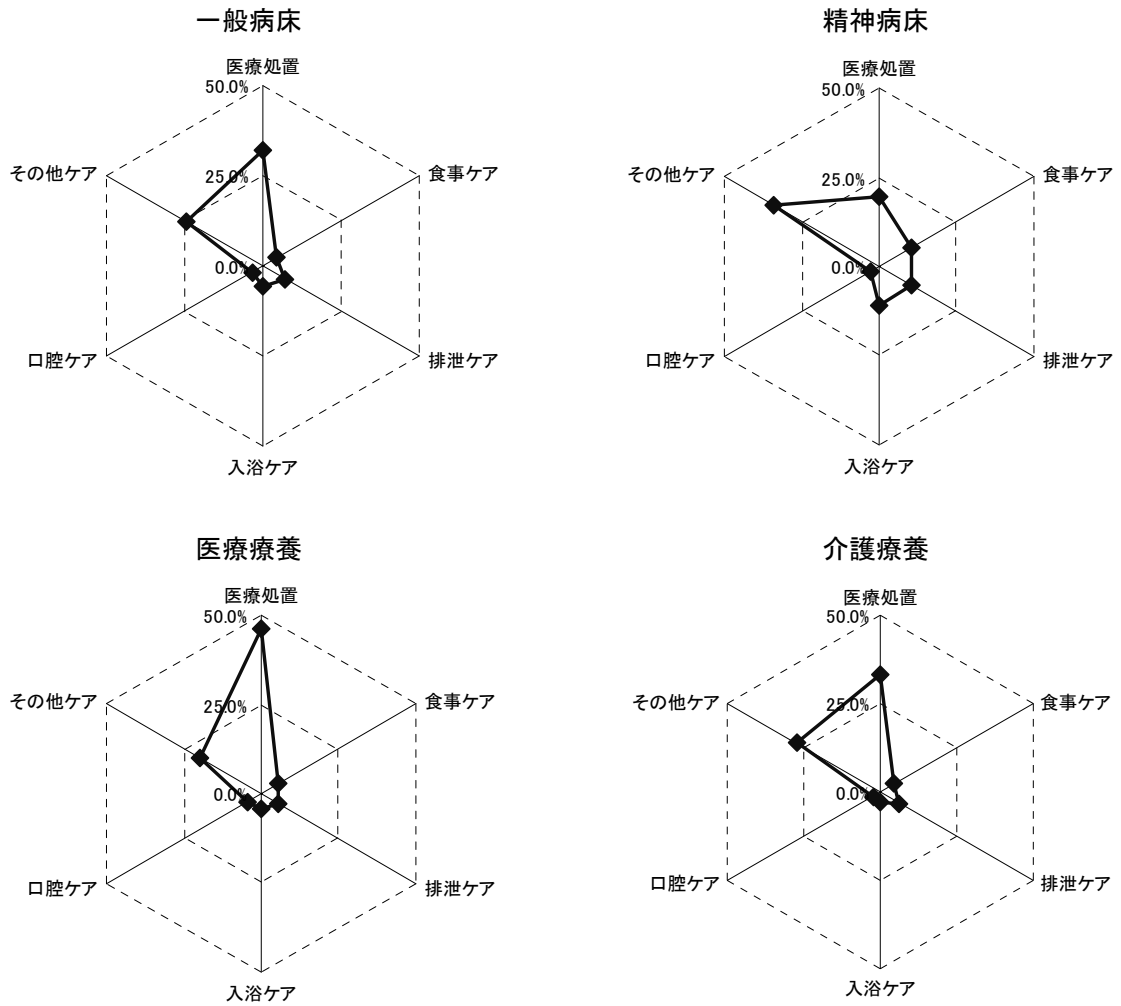 一般病床
医療処置
50.0%
その他ケア
食事ケア
25.0%
0.0%
口腔ケア
排泄ケア
入浴ケア
精神病床
医療処置
50.0%
その他ケア
食事ケア
25.0%
0.0%
口腔ケア
排泄ケア
入浴ケア
医療療養
医療処置
50.0%
その他ケア
食事ケア
25.0%
0.0%
口腔ケア
排泄ケア
入浴ケア
介護療養
医療処置
50.0%
その他ケア
食事ケア
25.0%
0.0%
口腔ケア
排泄ケア
入浴ケア